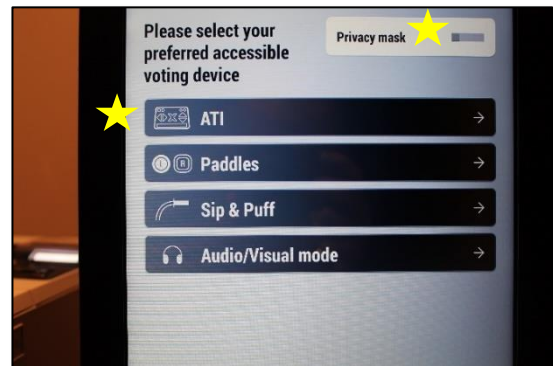 Please select your
preferred accessible
voting device
Privacy mask
ATI
Paddles
Sip & Puff
Audio/Visual mode